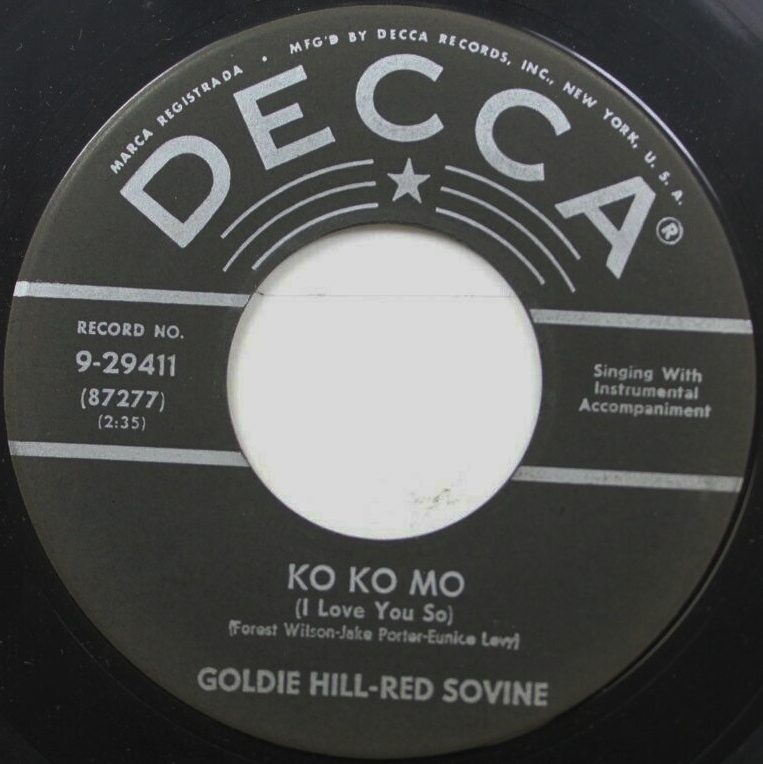 MARCA REGISTRADA • MFG'D BY DECCA RECORDS, INC., NEW YORK, U. S. A.
DECCA®
RECORD NO.
9-29411
(87277)
(2:35)
Singing With
Instrumental
Accompaniment
KO KO MO
(I Love You So)
(Forest Wilson-Jake Porter-Eunice Levy)
GOLDIE HILL-RED SOVINE